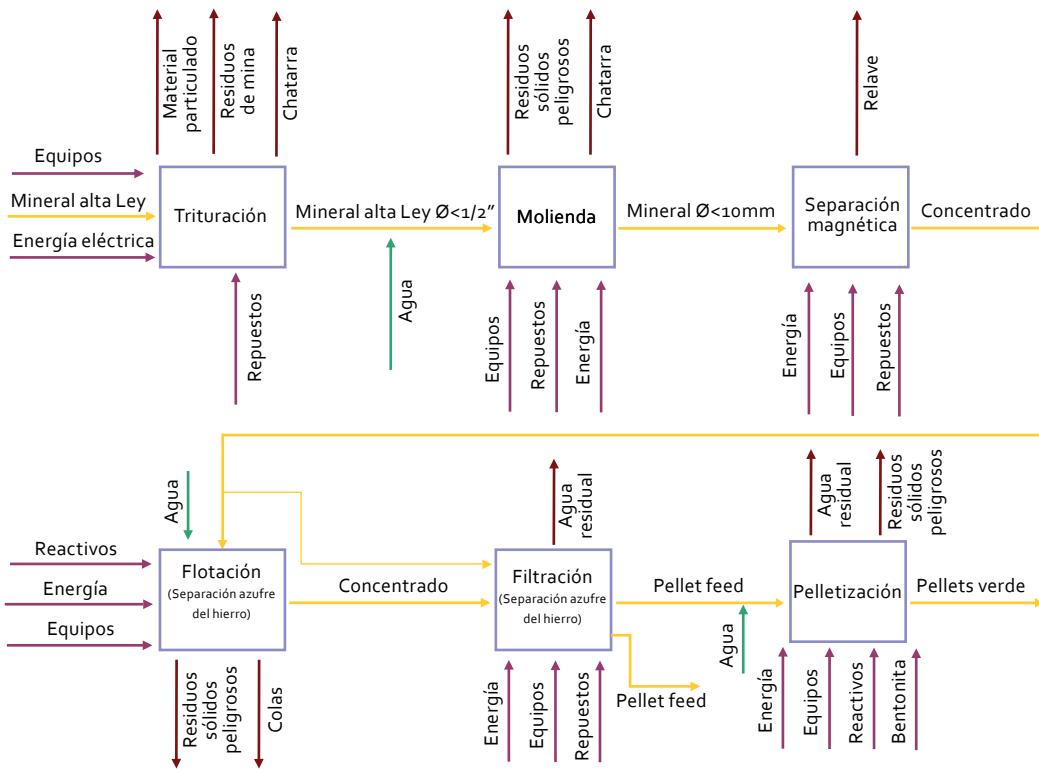 Material
particulado
Residuos
de mina
Chatarra
Residuos
sólidos
peligrosos
Chatarra
Relave
Equipos
Mineral alta Ley
Energía eléctrica
Trituración
Mineral alta Ley Ø<1/2”
Molienda
Mineral Ø<10mm
Separación
magnética
Concentrado
Repuestos
Agua
Equipos
Repuestos
Energía
Energía
Equipos
Repuestos
Agua
Agua
residual
Agua
residual
Residuos
sólidos
peligrosos
Reactivos
Energía
Equipos
Flotación
(Separación azufre
del hierro)
Concentrado
Filtración
(Separación azufre
del hierro)
Pellet feed
Pelletización
Pellets verde
Residuos
sólidos
peligrosos
Colas
Energía
Equipos
Repuestos
Pellet feed
Agua
Energía
Equipos
Reactivos
Bentonita